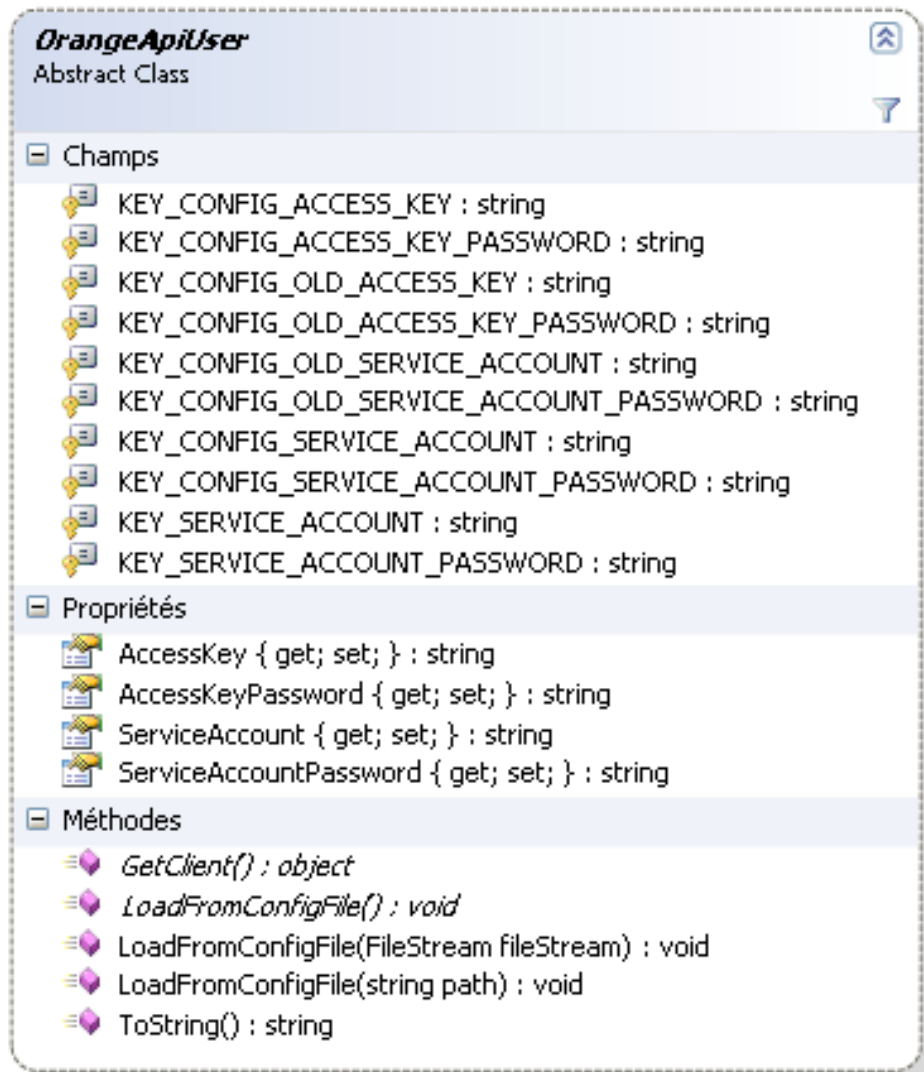 OrangeApiUser
Abstract Class
Champs
KEY_CONFIG_ACCESS_KEY : string
KEY_CONFIG_ACCESS_KEY_PASSWORD : string
KEY_CONFIG_OLD_ACCESS_KEY : string
KEY_CONFIG_OLD_ACCESS_KEY_PASSWORD : string
KEY_CONFIG_OLD_SERVICE_ACCOUNT : string
KEY_CONFIG_OLD_SERVICE_ACCOUNT_PASSWORD : string
KEY_CONFIG_SERVICE_ACCOUNT : string
KEY_CONFIG_SERVICE_ACCOUNT_PASSWORD : string
KEY_SERVICE_ACCOUNT : string
KEY_SERVICE_ACCOUNT_PASSWORD : string
Propriétés
AccessKey { get; set; } : string
AccessKeyPassword { get; set; } : string
ServiceAccount { get; set; } : string
ServiceAccountPassword { get; set; } : string
Méthodes
GetClient() : object
LoadFromConfigFile() : void
LoadFromConfigFile(FileStream fileStream) : void
LoadFromConfigFile(string path) : void
ToString() : string